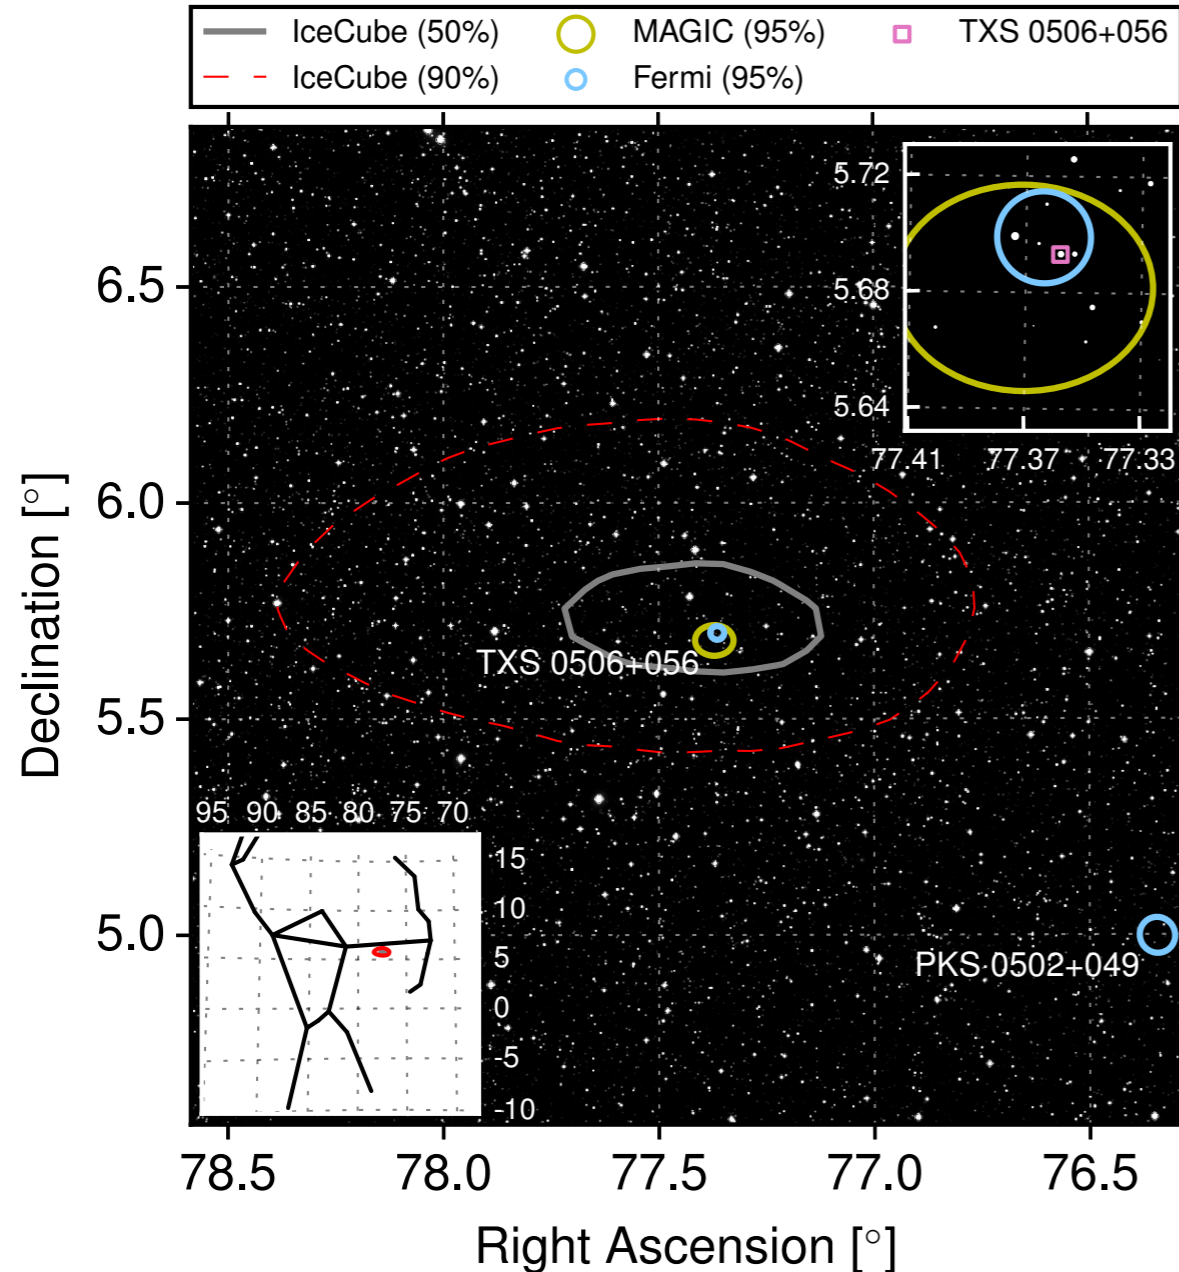 IceCube (50%) MAGIC (95%) TXS 0506+056
IceCube (90%) Fermi (95%)
5.72
5.68
5.64
77.41 77.37 77.33
6.5
6.0
5.5
5.0
Declination [°]
TXS 0506+056
PKS 0502+049
95 90 85 80 75 70
15
10
5
0
-5
-10
78.5 78.0 77.5 77.0 76.5
Right Ascension [°]